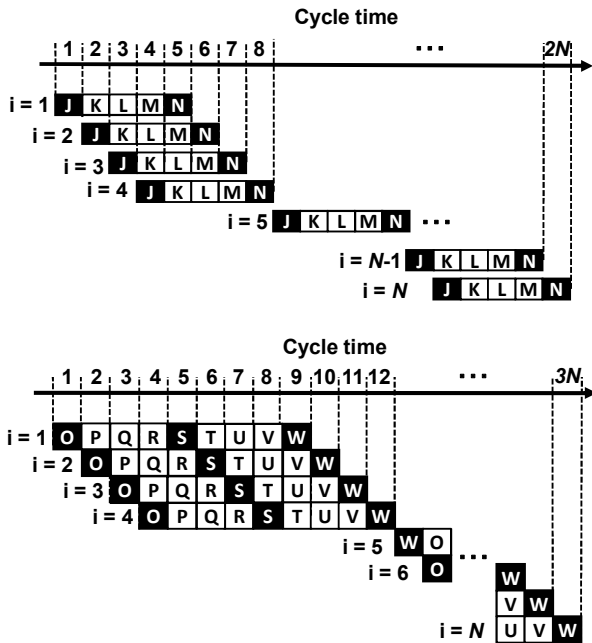 Cycle time
1 2 3 4 5 6 7 8 ... 2N
i = 1 J K L M N
i = 2 J K L M N
i = 3 J K L M N
i = 4 J K L M N
i = 5 J K L M N ...
i = N-1 J K L M N
i = N J K L M N
Cycle time
1 2 3 4 5 6 7 8 9 10 11 12 ... 3N
i = 1 O P Q R S T U V W
i = 2 O P Q R S T U V W
i = 3 O P Q R S T U V W
i = 4 O P Q R S T U V W
i = 5 W O
i = 6 O ... W
V W
i = N U V W